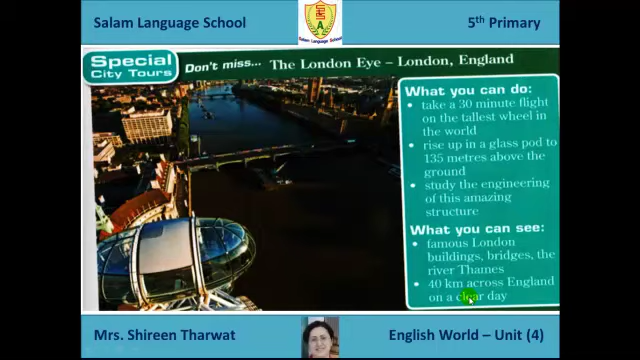 Salam Language School
5th Primary
Salam Language School
Special
City Tours
Don't miss... The London Eye – London, England
What you can do:
• take a 30 minute flight
on the tallest wheel in
the world
• rise up in a glass pod to
135 metres above the
ground
• study the engineering
of this amazing
structure
What you can see:
• famous London
buildings, bridges, the
river Thames
• 40 km across England
on a clear day
Mrs. Shireen Tharwat
English World – Unit (4)